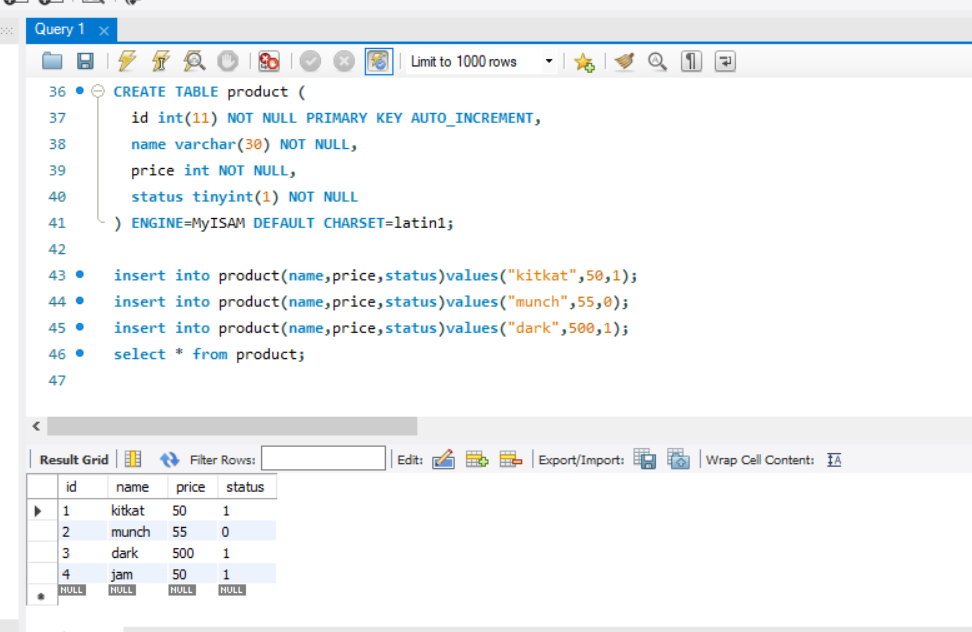 Query 1
Limit to 1000 rows
36 CREATE TABLE product (
37 id int(11) NOT NULL PRIMARY KEY AUTO_INCREMENT,
38 name varchar(30) NOT NULL,
39 price int NOT NULL,
40 status tinyint(1) NOT NULL
41 ) ENGINE=MyISAM DEFAULT CHARSET=latin1;
42
43 insert into product(name,price,status)values("kitkat",50,1);
44 insert into product(name,price,status)values("munch",55,0);
45 insert into product(name,price,status)values("dark",500,1);
46 select * from product;
47
Result Grid Filter Rows: Edit: Export/Import: Wrap Cell Content:
id name price status
1 kitkat 50 1
2 munch 55 0
3 dark 500 1
4 jam 50 1
NULL NULL NULL NULL